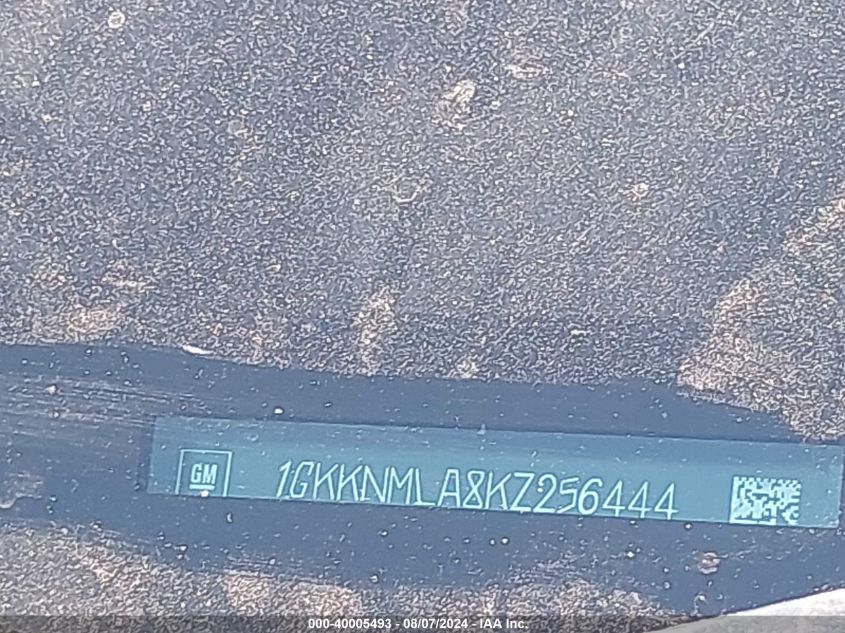 GM
1GKKNMLA8KZ256444
000-40005493 - 08/07/2024 - IAA Inc.